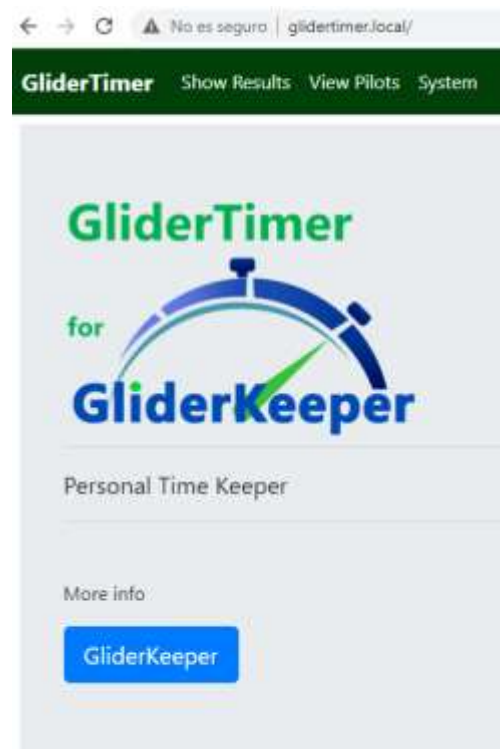 No es seguro | glidertimer.local/
GliderTimer Show Results View Pilots System
GliderTimer
for
GliderKeeper
Personal Time Keeper
More info
GliderKeeper